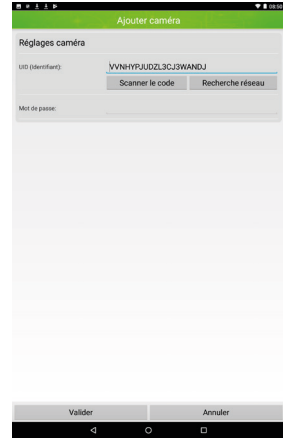 08:50
Ajouter caméra
Réglages caméra
UID (Identifiant): VVNHYPJUDZL3CJ3WANDJ
Scanner le code Recherche réseau
Mot de passe:
Valider Annuler